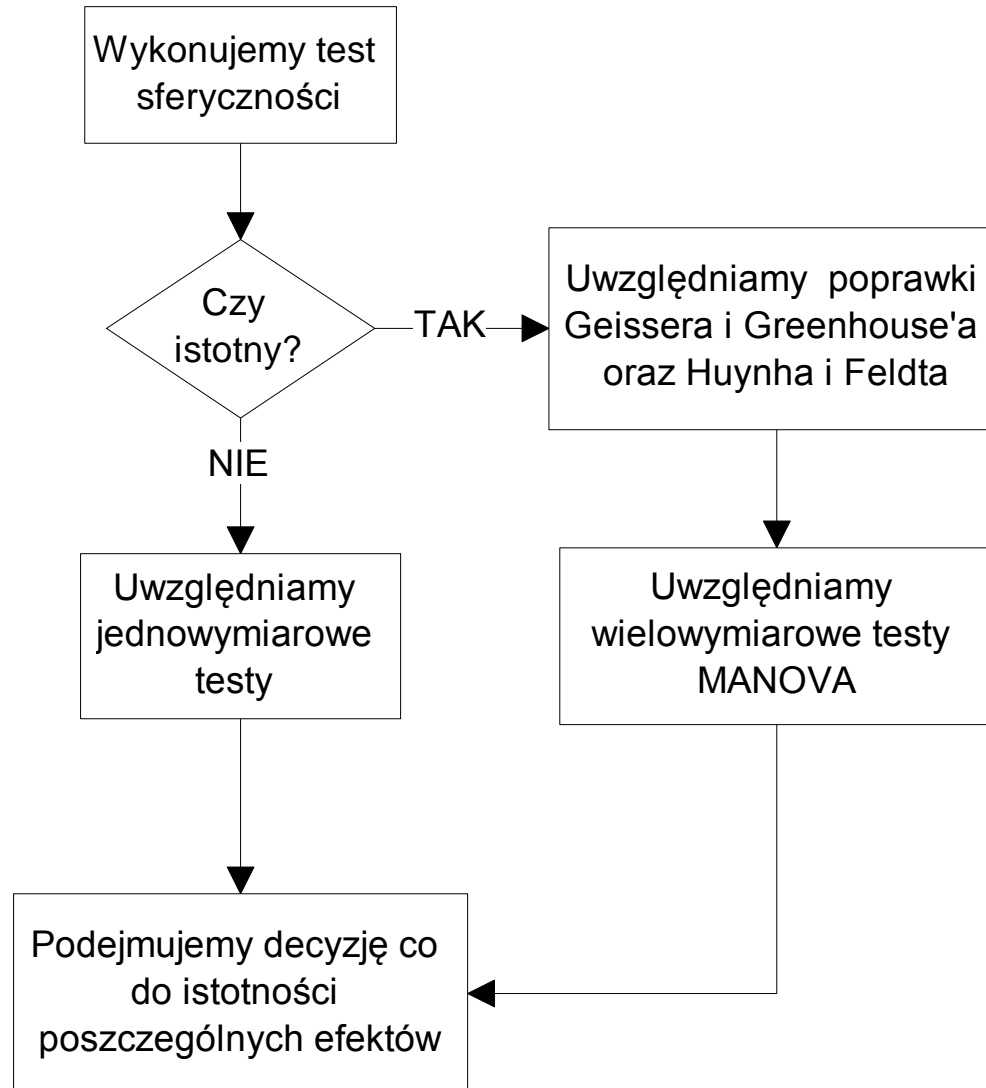 Wykonujemy test
sferyczności
Czy
istotny?
TAK
Uwzględniamy poprawki
Geissera i Greenhouse'a
oraz Huynha i Feldta
NIE
Uwzględniamy
jednowymiarowe
testy
Uwzględniamy
wielowymiarowe testy
MANOVA
Podejmujemy decyzję co
do istotności
poszczególnych efektów